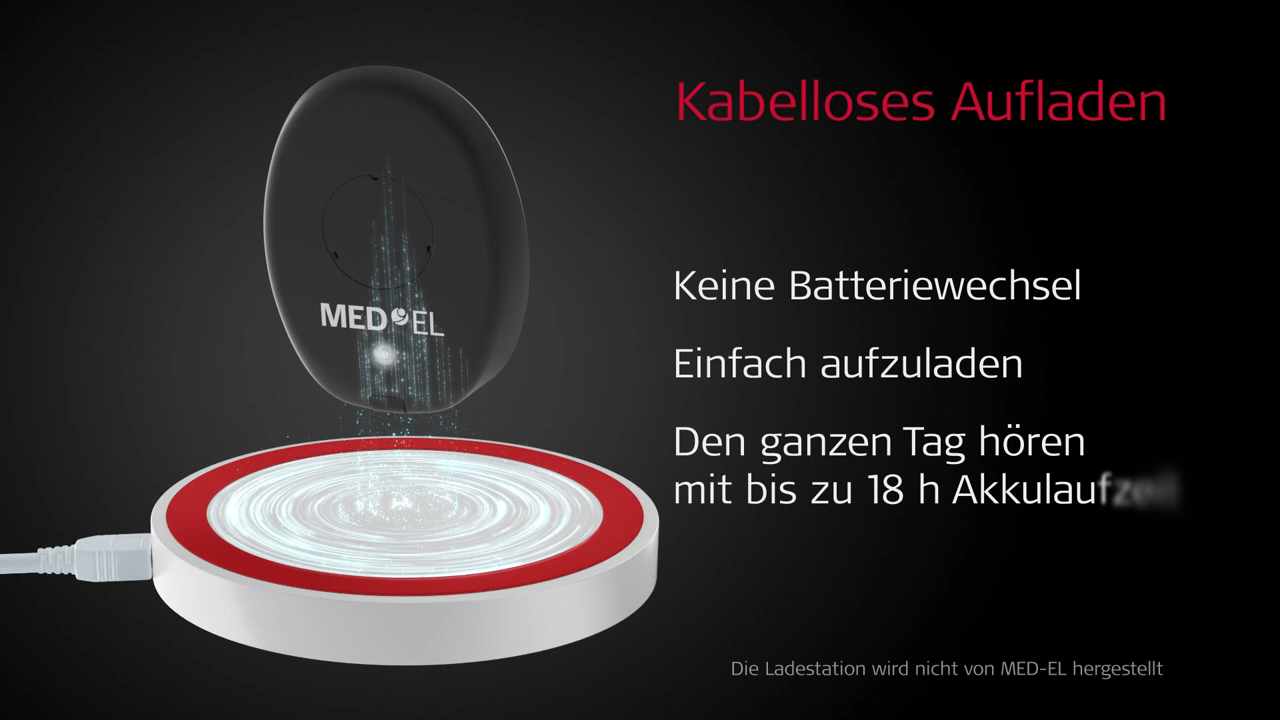 Kabelloses Aufladen
MED-EL
Keine Batteriewechsel
Einfach aufzuladen
Den ganzen Tag hören
mit bis zu 18 h Akkulaufzeit
Die Ladestation wird nicht von MED-EL hergestellt